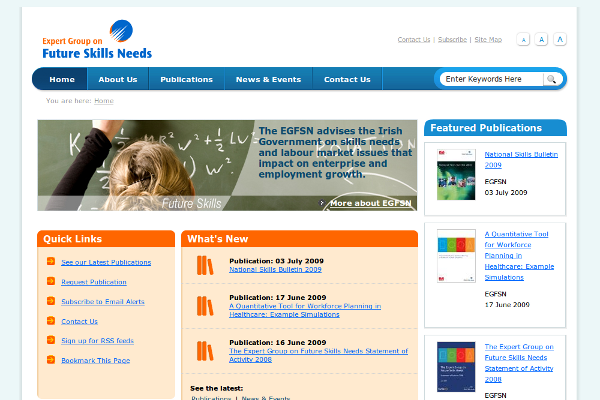 Expert Group on
Future Skills Needs
Contact Us | Subscribe | Site Map
A A A
Home About Us Publications News & Events Contact Us
Enter Keywords Here
You are here: Home
The EGFSN advises the Irish
Government on skills needs
and labour market issues that
impact on enterprise and
employment growth.
Future Skills
More about EGFSN
Featured Publications
National Skills Bulletin
2009
EGFSN
03 July 2009
A Quantitative Tool
for Workforce
Planning in
Healthcare: Example
Simulations
EGFSN
17 June 2009
The Expert Group on
Future Skills Needs
Statement of Activity
2008
Quick Links
See our Latest Publications
Request Publication
Subscribe to Email Alerts
Contact Us
Sign up for RSS feeds
Bookmark This Page
What's New
Publication: 03 July 2009
National Skills Bulletin 2009
Publication: 17 June 2009
A Quantitative Tool for Workforce Planning in
Healthcare: Example Simulations
Publication: 16 June 2009
The Expert Group on Future Skills Needs Statement of
Activity 2008
See the latest:
Publications | News & Events